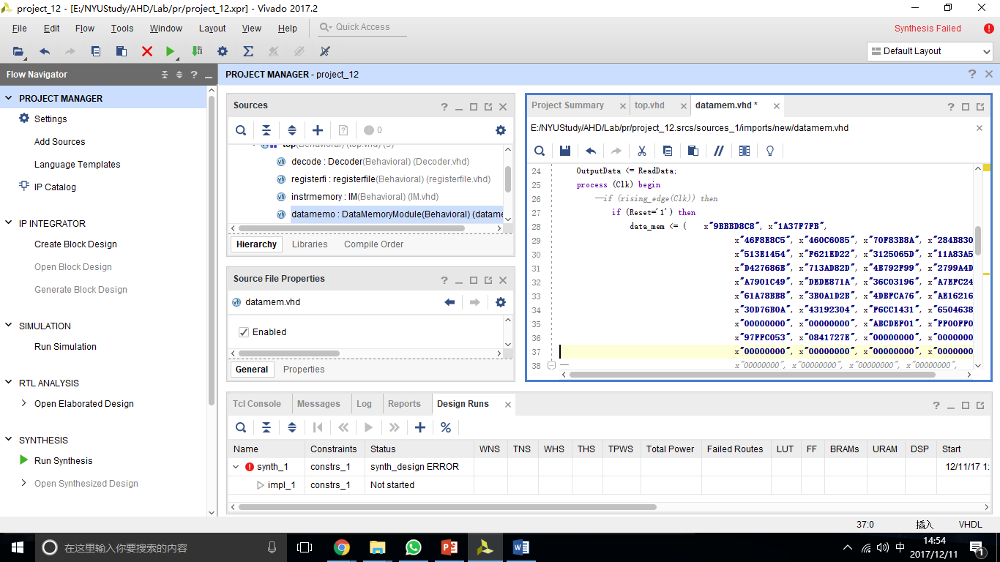 project_12 - [E:/NYUStudy/AHD/Lab/pr/project_12.xpr] - Vivado 2017.2
File Edit Flow Tools Window Layout View Help Quick Access Synthesis Failed
Default Layout
Flow Navigator
PROJECT MANAGER
Settings
Add Sources
Language Templates
IP Catalog
IP INTEGRATOR
Create Block Design
Open Block Design
Generate Block Design
SIMULATION
Run Simulation
RTL ANALYSIS
Open Elaborated Design
SYNTHESIS
Run Synthesis
Open Synthesized Design
PROJECT MANAGER - project_12
Sources
0
top(Behavioral) (top.vhd) (5)
decode : Decoder(Behavioral) (Decoder.vhd)
registerfi : registerfile(Behavioral) (registerfile.vhd)
instrmemory : IM(Behavioral) (IM.vhd)
datamemo : DataMemoryModule(Behavioral) (datame
Hierarchy Libraries Compile Order
Source File Properties
datamem.vhd
Enabled
General Properties
Project Summary top.vhd datamem.vhd *
E:/NYUStudy/AHD/Lab/pr/project_12.srcs/sources_1/imports/new/datamem.vhd
24 OutputData <= ReadData;
25 process (Clk) begin
26 --if (rising_edge(Clk)) then
27 if (Reset='1') then
28 data_mem <= ( x"9BBBD8C8", x"1A37F7FB",
29 x"46F8E8C5", x"460C6085", x"70F83B8A", x"284B830
30 x"513E1454", x"F621ED22", x"3125065D", x"11A83A5
31 x"D427686B", x"713AD82D", x"4B792F99", x"2799A4D
32 x"A7901C49", x"DEDE871A", x"36C03196", x"A7EFC24
33 x"61A78BB8", x"3B0A1D2B", x"4DBFCA76", x"AE16216
34 x"30D76B0A", x"43192304", x"F6CC1431", x"6504638
35 x"00000000", x"00000000", x"ABCDEF01", x"FF00FF0
36 x"97FFC053", x"0841727E", x"00000000", x"0000000
37 x"00000000", x"00000000", x"00000000", x"0000000
38 -- x"00000000", x"00000000", x"00000000", x"00000000",
Tcl Console Messages Log Reports Design Runs
Name Constraints Status WNS TNS WHS THS TPWS Total Power Failed Routes LUT FF BRAMs URAM DSP Start
synth_1 constrs_1 synth_design ERROR 12/11/17 1:
impl_1 constrs_1 Not started
37:0 插入 VHDL
在这里输入你要搜索的内容
中 14:54
2017/12/11 1